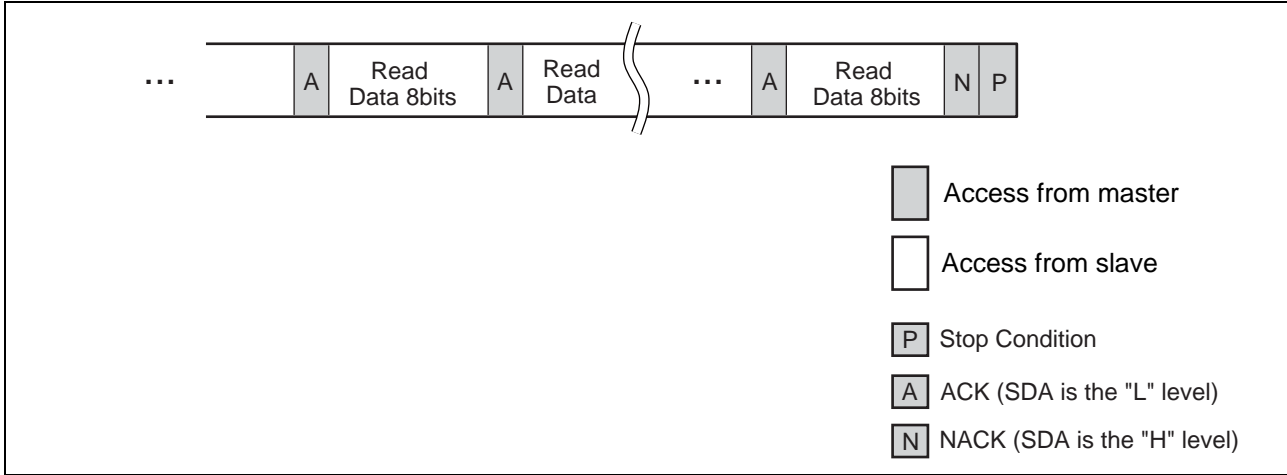 ... A Read Data 8bits A Read Data ... A Read Data 8bits N P
Access from master
Access from slave
P Stop Condition
A ACK (SDA is the "L" level)
N NACK (SDA is the "H" level)